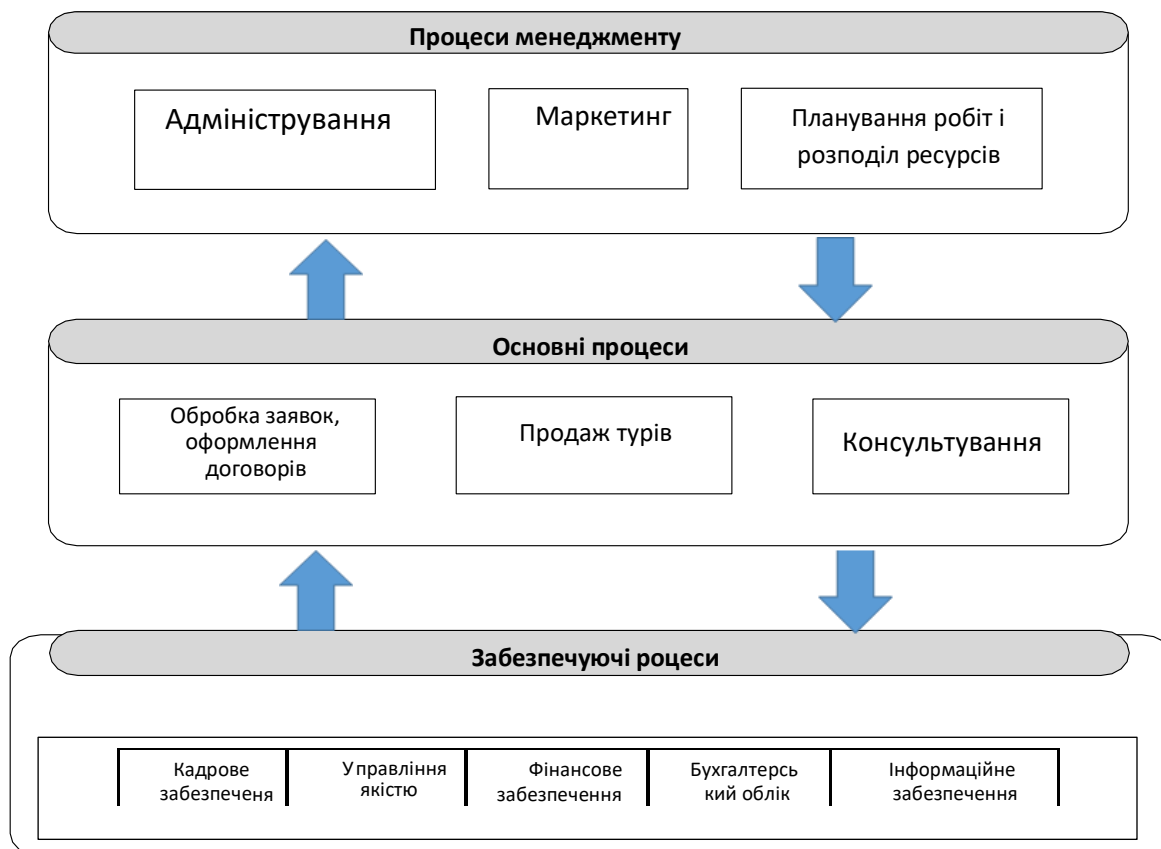 Процеси менеджменту
Адміністрування
Маркетинг
Планування робіт і
розподіл ресурсів
Основні процеси
Обробка заявок,
оформлення
договорів
Продаж турів
Консультування
Забезпечуючі роцеси
Кадрове
забезпеченя
Управління
якістю
Фінансове
забезпечення
Бухгалтерсь
кий облік
Інформаційне
забезпечення